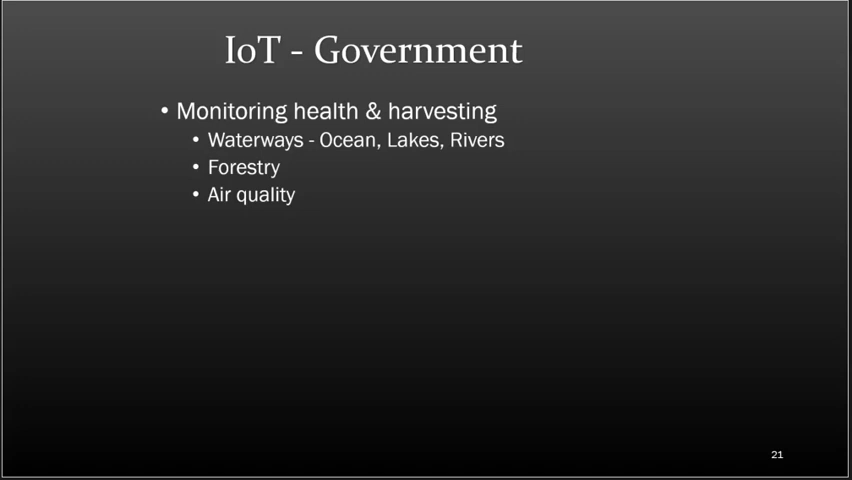 IoT - Government
• Monitoring health & harvesting
• Waterways - Ocean, Lakes, Rivers
• Forestry
• Air quality
21